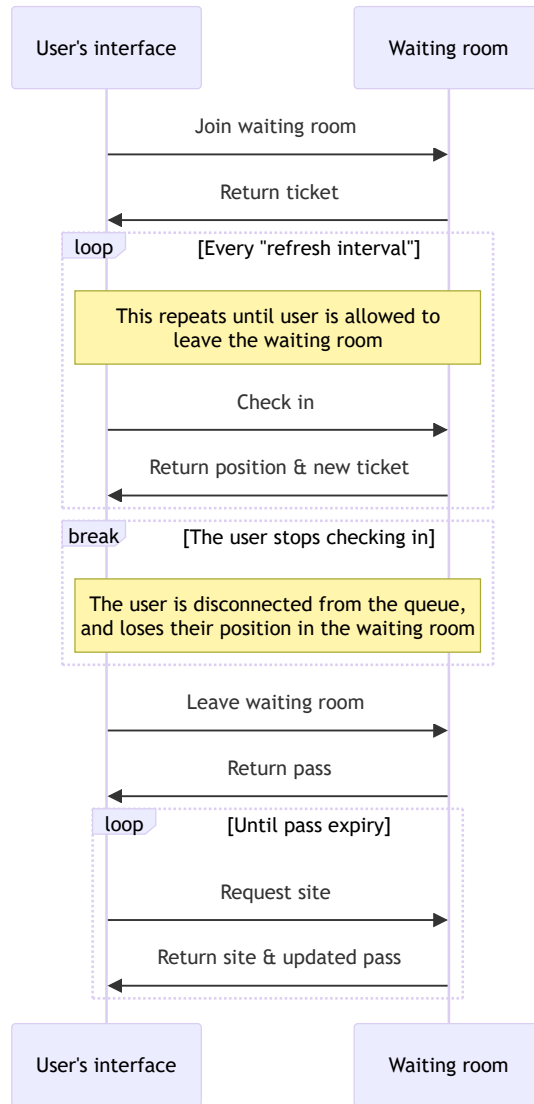 User's interface
Waiting room
Join waiting room
Return ticket
loop
[Every "refresh interval"]
This repeats until user is allowed to
leave the waiting room
Check in
Return position & new ticket
break
[The user stops checking in]
The user is disconnected from the queue,
and loses their position in the waiting room
Leave waiting room
Return pass
loop
[Until pass expiry]
Request site
Return site & updated pass
User's interface
Waiting room